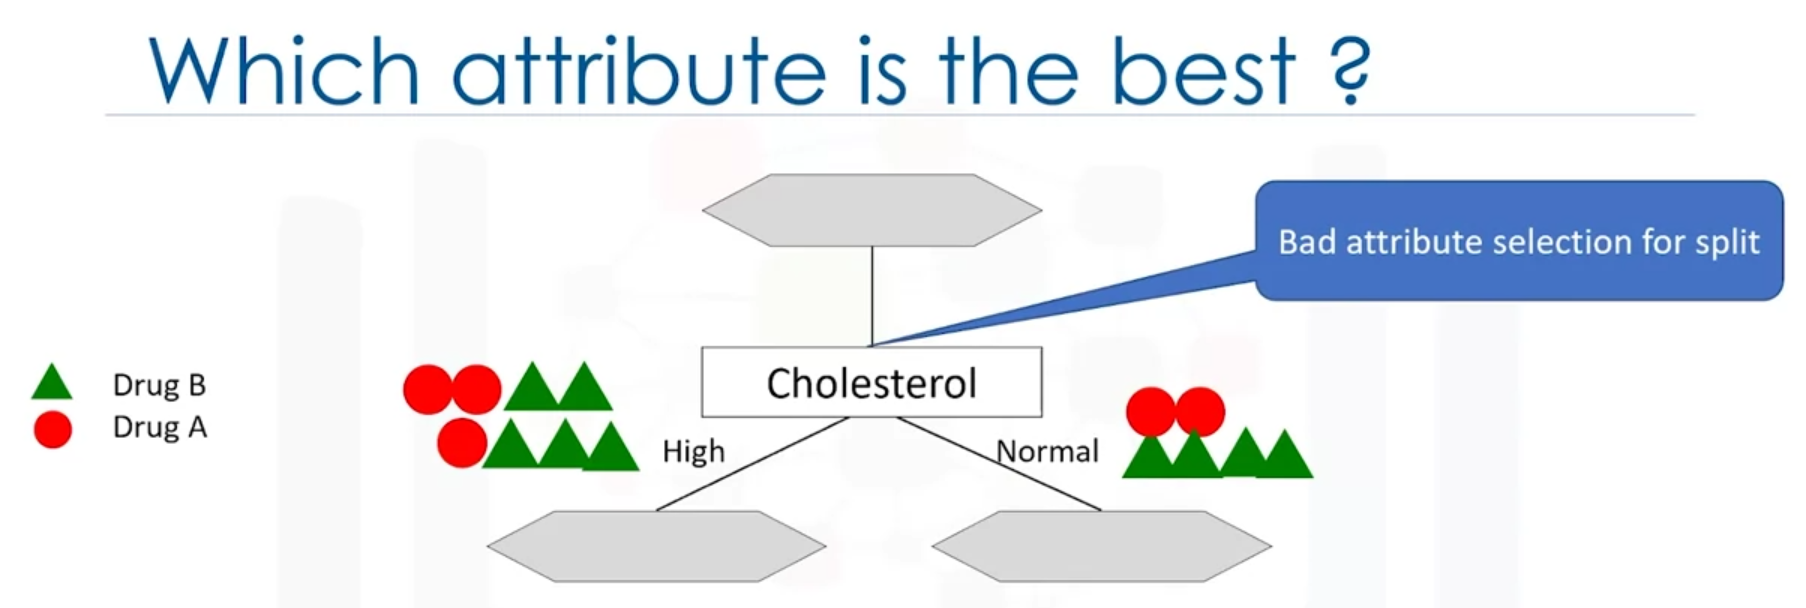 Which attribute is the best ?
Bad attribute selection for split
Cholesterol
Drug B
Drug A
High
Normal